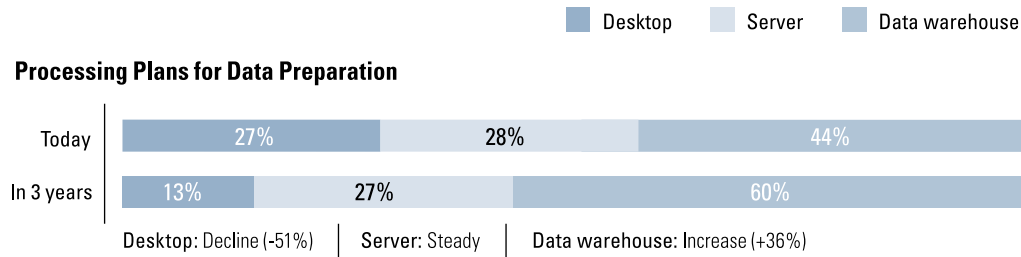 Desktop Server Data warehouse
Processing Plans for Data Preparation
Today 27% 28% 44%
In 3 years 13% 27% 60%
Desktop: Decline (-51%) Server: Steady Data warehouse: Increase (+36%)